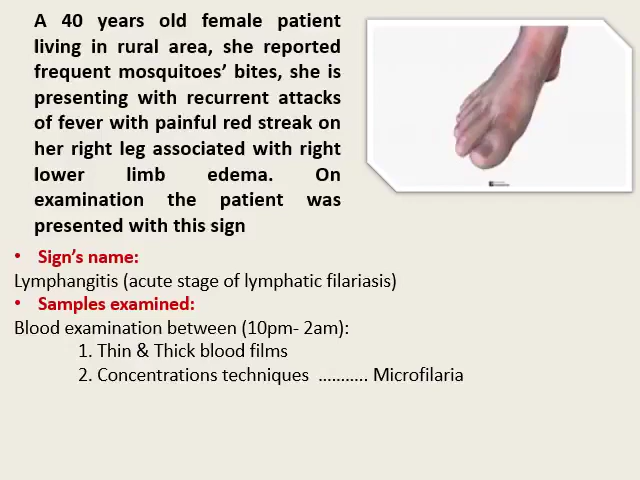 A 40 years old female patient
living in rural area, she reported
frequent mosquitoes’ bites, she is
presenting with recurrent attacks
of fever with painful red streak on
her right leg associated with right
lower limb edema. On
examination the patient was
presented with this sign
• Sign’s name:
Lymphangitis (acute stage of lymphatic filariasis)
• Samples examined:
Blood examination between (10pm- 2am):
1. Thin & Thick blood films
2. Concentrations techniques ……….. Microfilaria